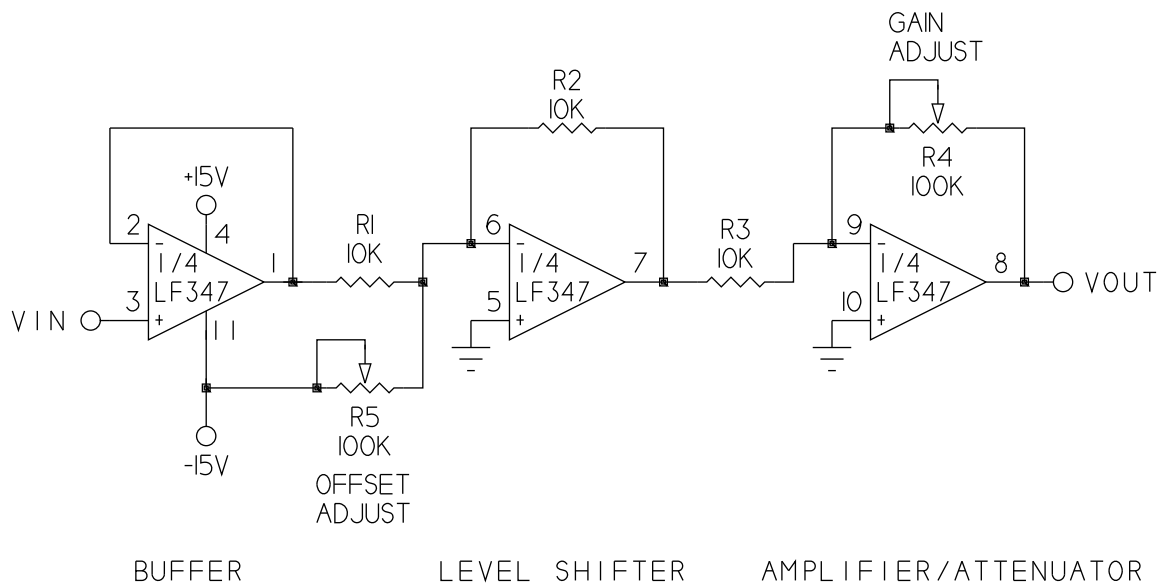 GAIN
ADJUST
R2
10K
R4
100K
+15V
2
4
-
1/4
LF347
1
3
+
11
VIN
R1
10K
6
-
1/4
LF347
7
5
+
R3
10K
9
-
1/4
LF347
8
10
+
VOUT
R5
100K
-15V
OFFSET
ADJUST
BUFFER
LEVEL SHIFTER
AMPLIFIER/ATTENUATOR